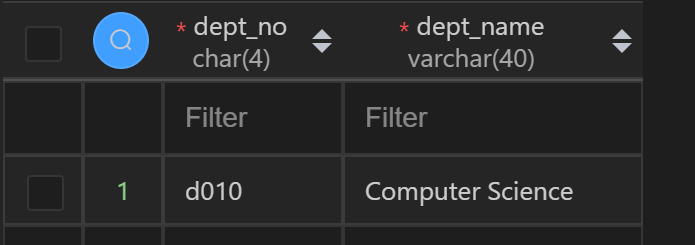 * dept_no
char(4)
* dept_name
varchar(40)
Filter
Filter
1
d010
Computer Science